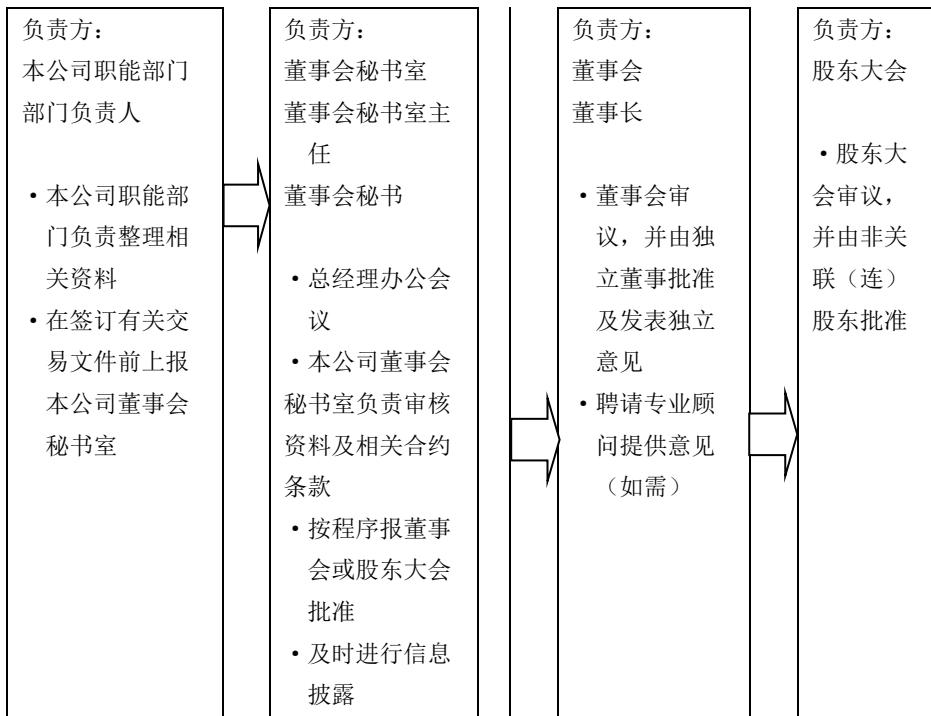 负责方：
本公司职能部门
部门负责人
·本公司职能部
门负责整理相
关资料
·在签订有关交
易文件前上报
本公司董事会
秘书室
负责方：
董事会秘书室
董事会秘书室主
任
董事会秘书
·总经理办公会
议
·本公司董事会
秘书室负责审核
资料及相关合约
条款
·按程序报董事
会或股东大会
批准
·及时进行信息
披露
负责方：
董事会
董事长
·董事会审
议，并由独
立董事批准
及发表独立
意见
·聘请专业顾
问提供意见
（如需）
负责方：
股东大会
·股东大
会审议，
并由非关
联（连）
股东批准